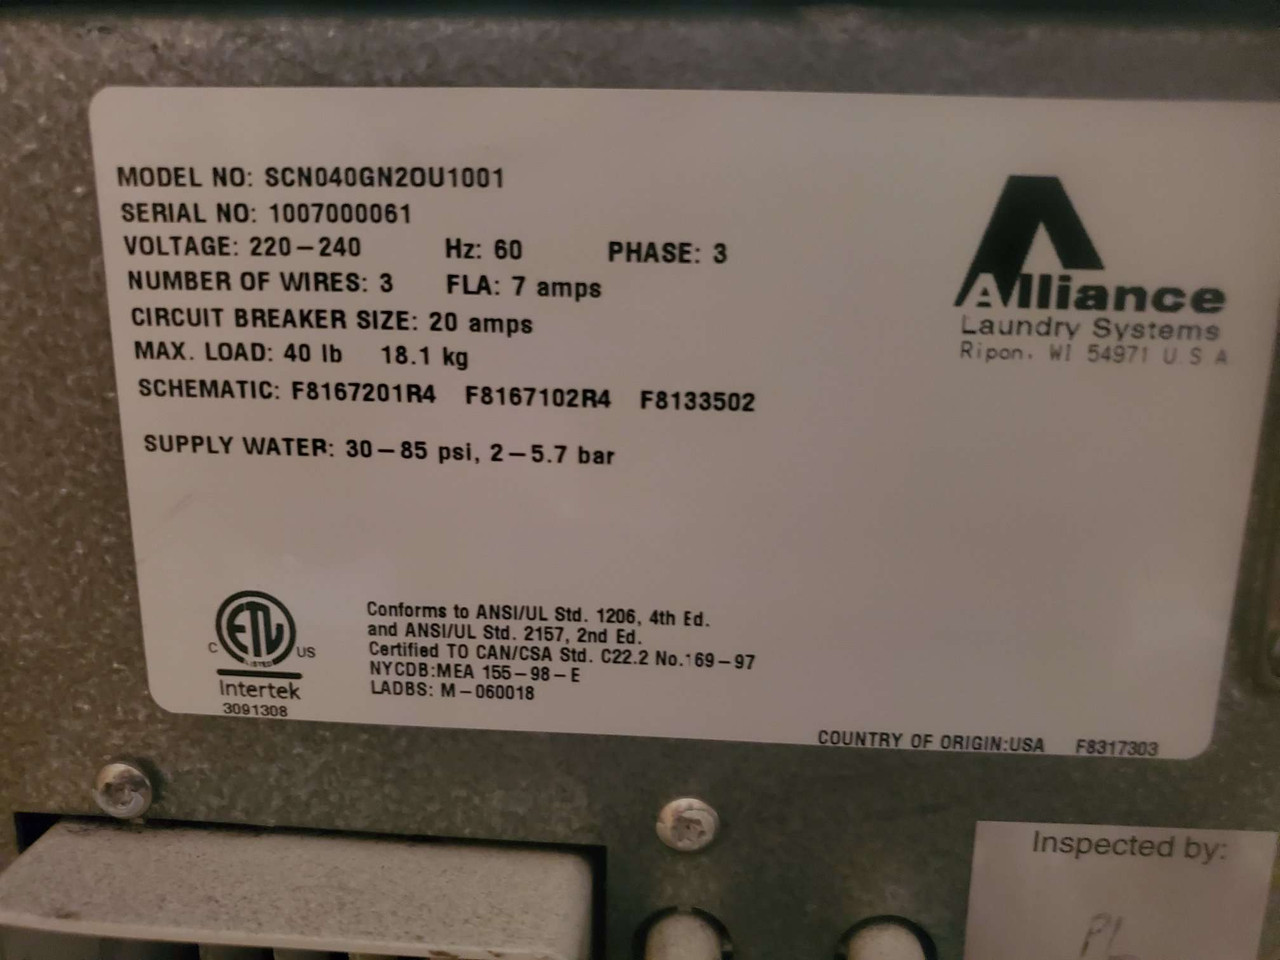 MODEL NO: SCN040GN2OU1001
SERIAL NO: 1007000061
VOLTAGE: 220-240 Hz: 60 PHASE: 3
NUMBER OF WIRES: 3 FLA: 7 amps
CIRCUIT BREAKER SIZE: 20 amps
MAX. LOAD: 40 lb 18.1 kg
SCHEMATIC: F8167201R4 F8167102R4 F8133502
SUPPLY WATER: 30-85 psi, 2-5.7 bar
Alliance
Laundry Systems
Ripon, WI 54971 U S A
ETL
LISTED
C US
Intertek
3091308
Conforms to ANSI/UL Std. 1206, 4th Ed.
and ANSI/UL Std. 2157, 2nd Ed.
Certified TO CAN/CSA Std. C22.2 No.169-97
NYCDB:MEA 155-98-E
LADBS: M-060018
COUNTRY OF ORIGIN:USA F8317303
Inspected by: